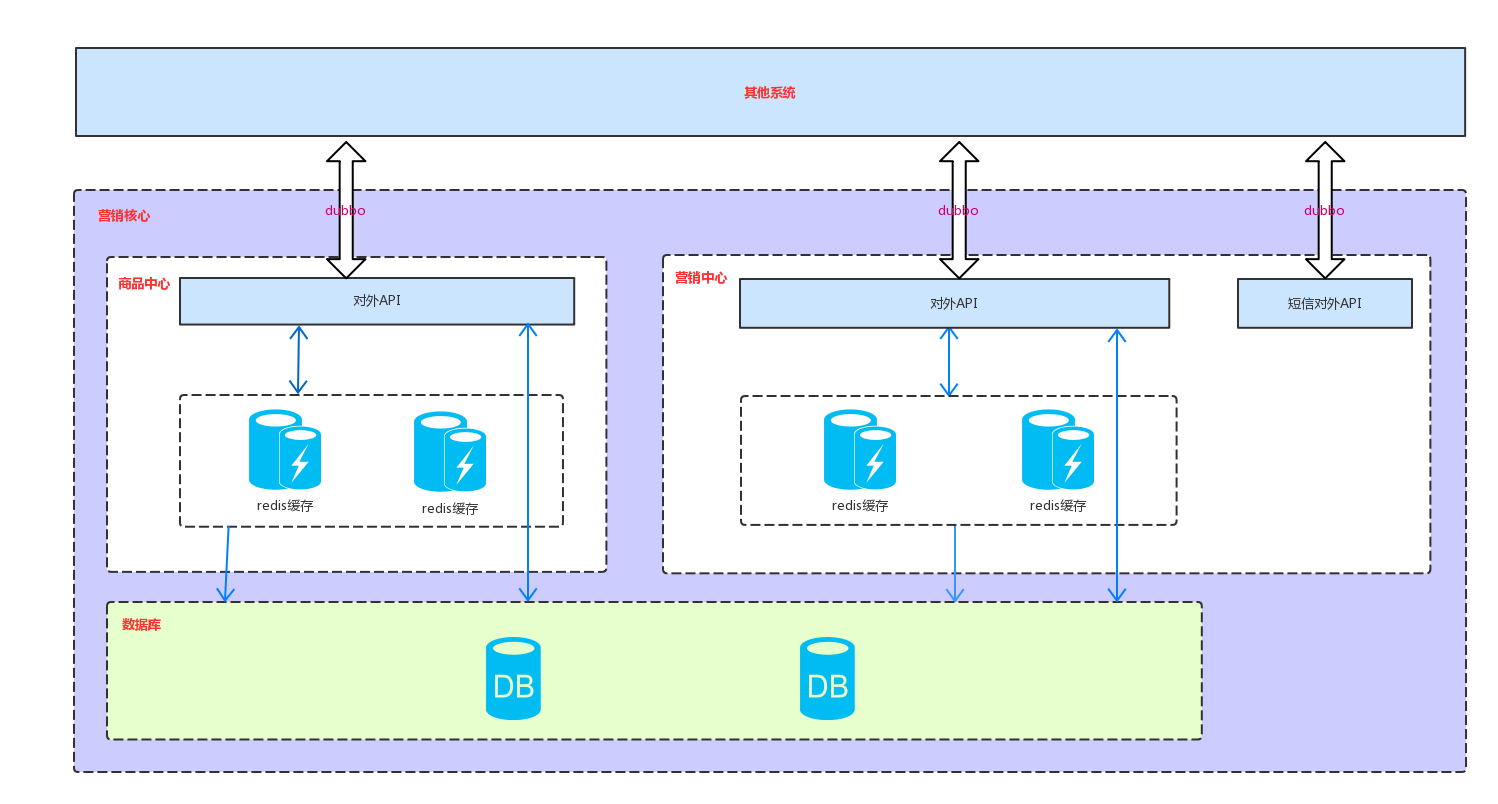 其他系统
dubbo
dubbo
dubbo
营销核心
商品中心
对外API
营销中心
对外API
短信对外API
redis缓存
redis缓存
redis缓存
redis缓存
数据库
DB
DB